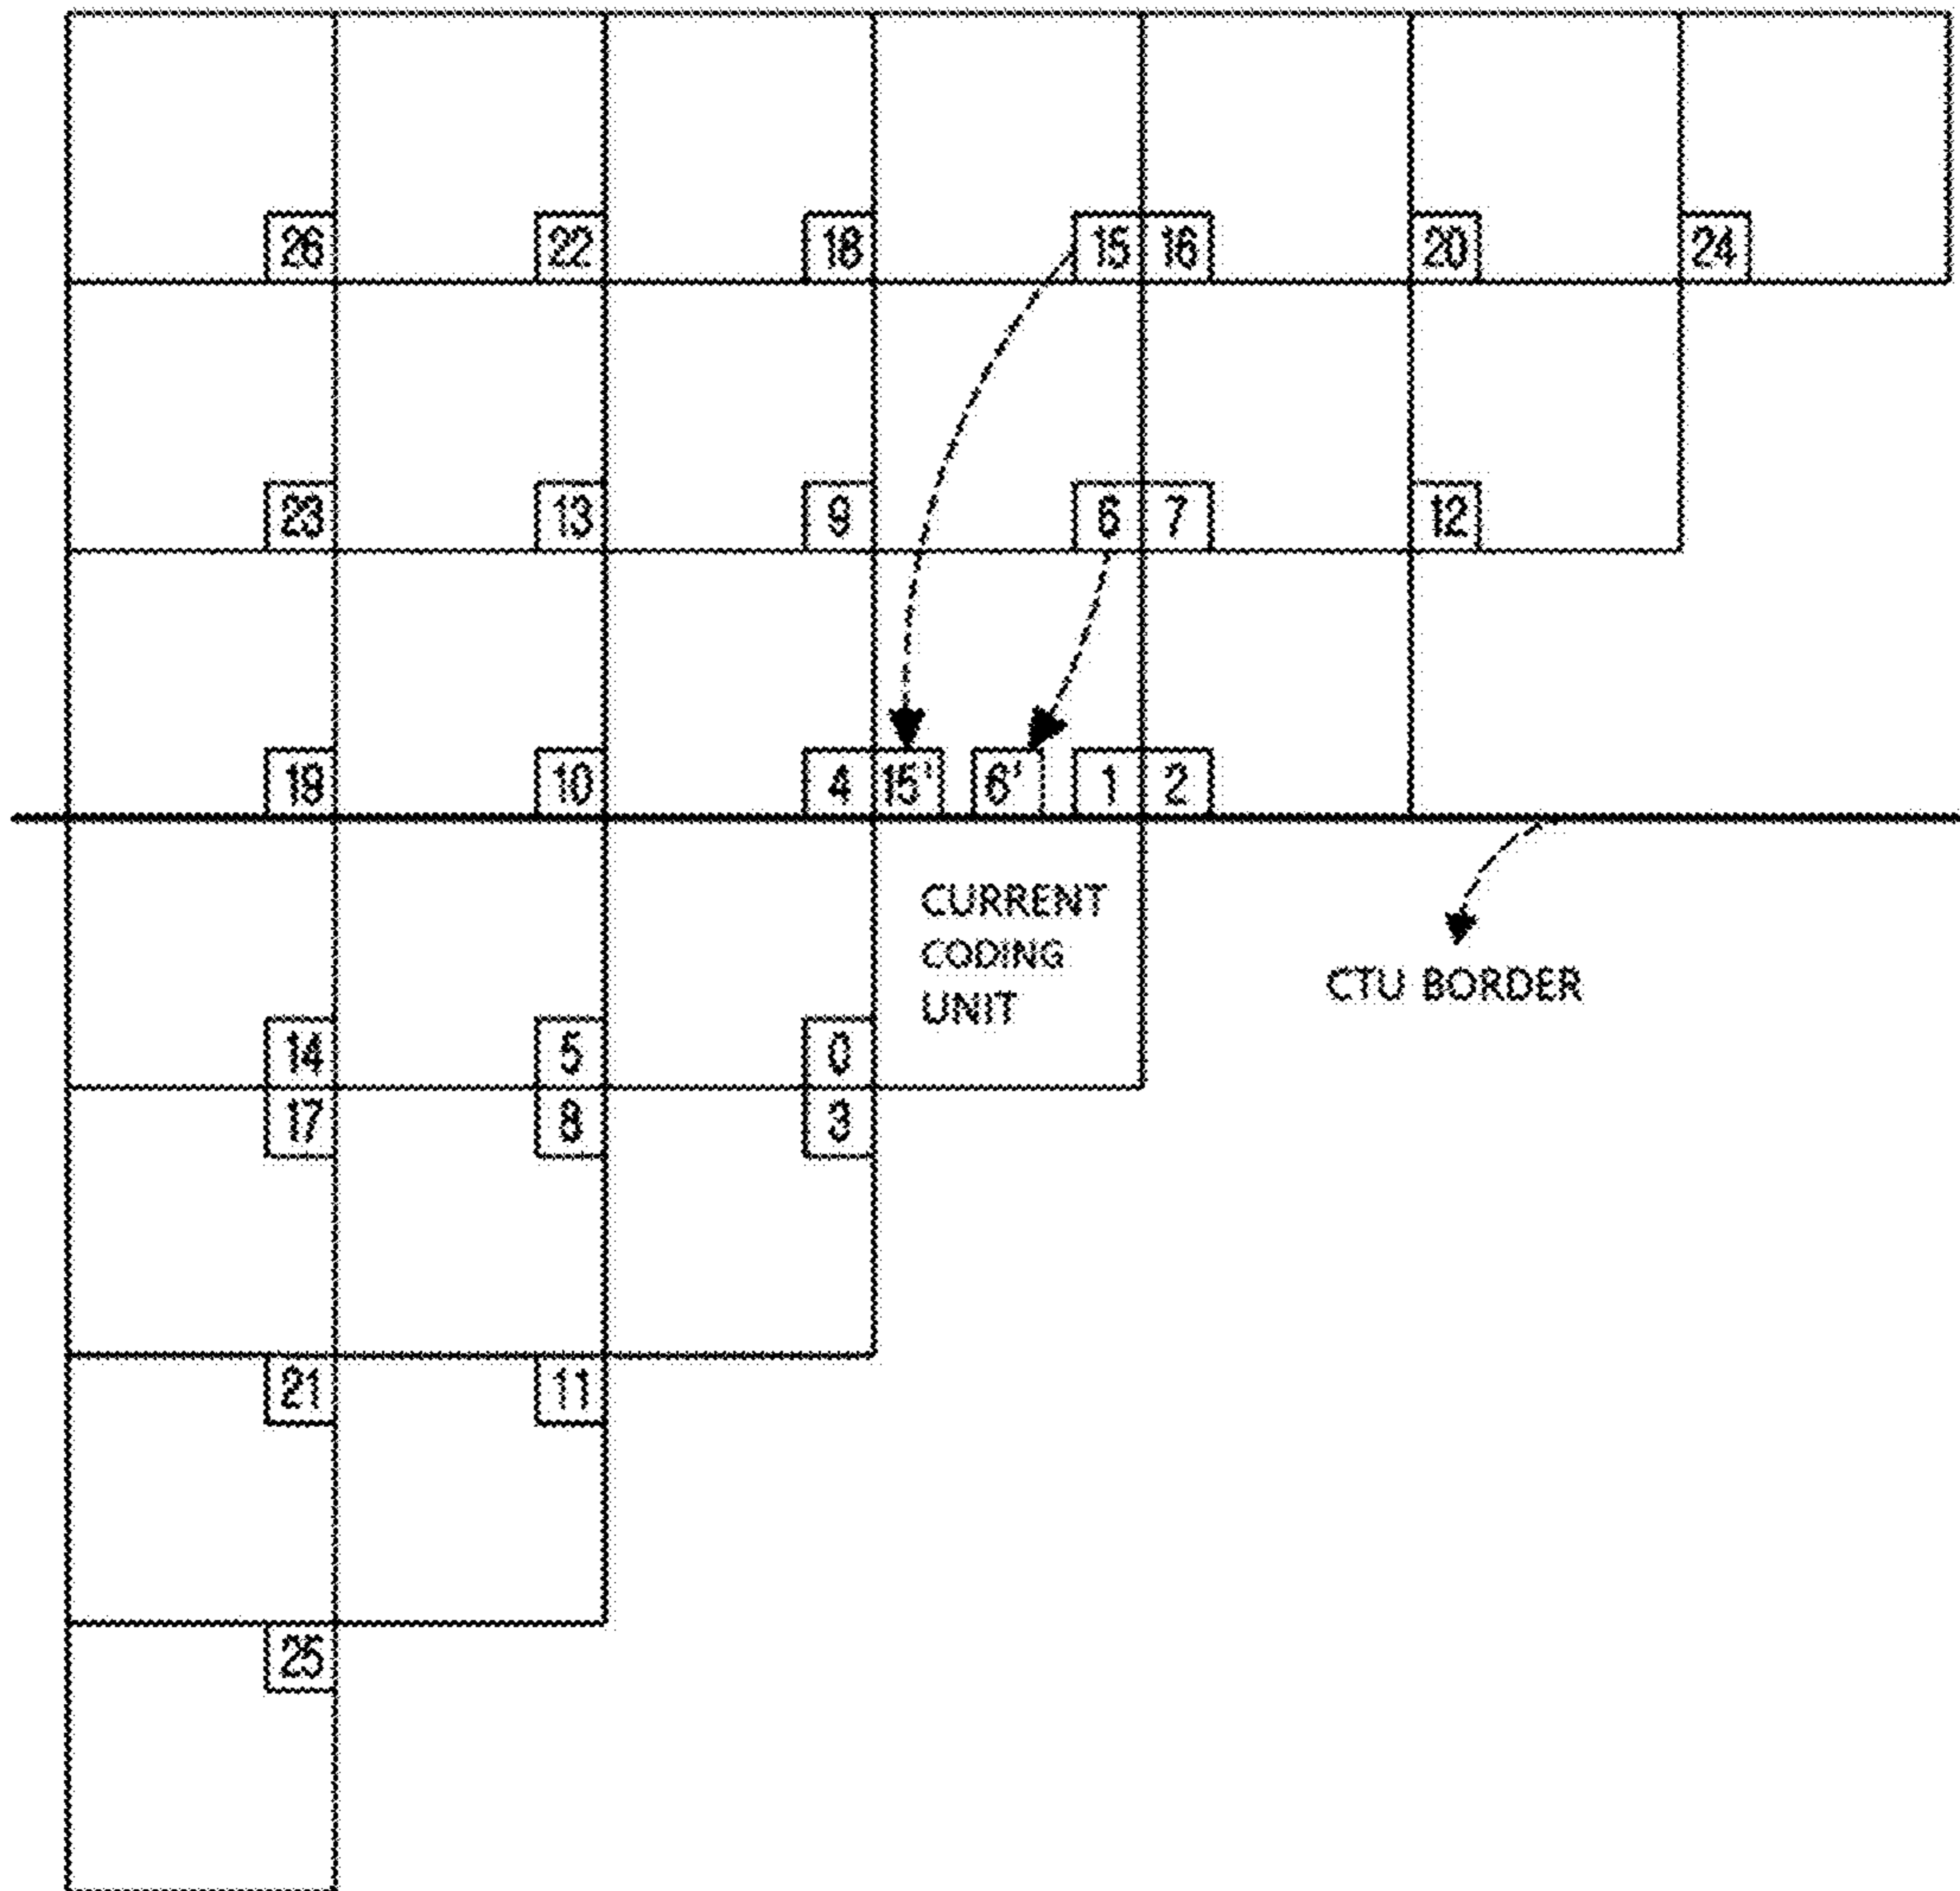 26 22 18 15 16 20 24
23 13 9 6 7 12
19 10 4 15' 6' 1 2
CURRENT
CODING
UNIT
CTU BORDER
14 5 0
17 8 3
21 11
25